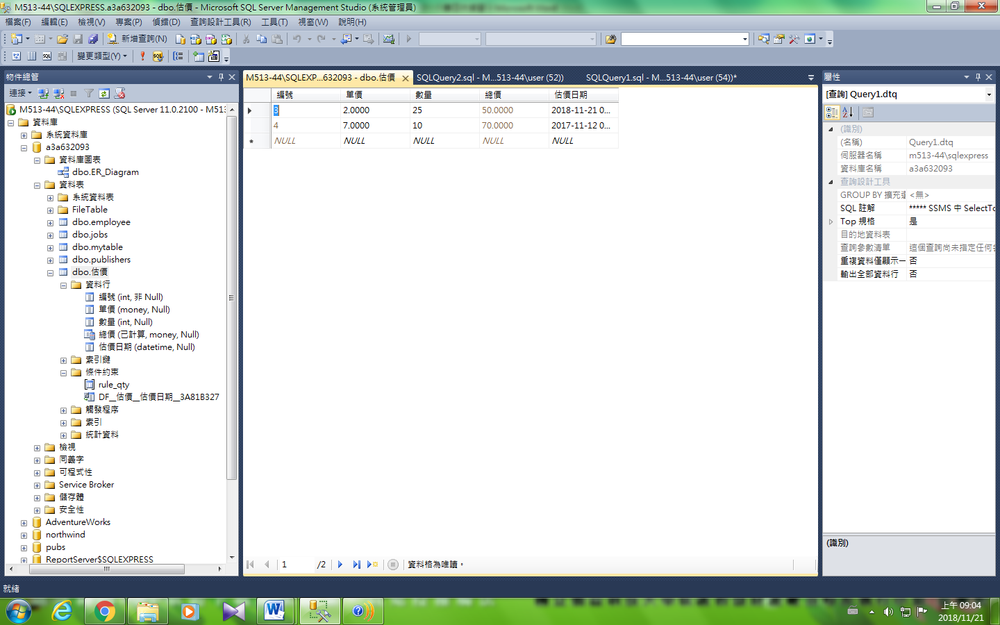 M513-44\SQLEXPRESS.a3a632093 - dbo.估價 - Microsoft SQL Server Management Studio (系統管理員)
檔案(F) 編輯(E) 檢視(V) 專案(P) 偵錯(D) 查詢設計工具(R) 工具(T) 視窗(W) 說明(H)
新增查詢(N)
變更類型(Y)
物件總管
連接
M513-44\SQLEXPRESS (SQL Server 11.0.2100 - M513
資料庫
系統資料庫
a3a632093
資料庫圖表
dbo.ER_Diagram
資料表
系統資料表
FileTable
dbo.employee
dbo.jobs
dbo.mytable
dbo.publishers
dbo.估價
資料行
編號 (int, 非 Null)
單價 (money, Null)
數量 (int, Null)
總價 (已計算, money, Null)
估價日期 (datetime, Null)
索引鍵
條件約束
rule_qty
DF__估價__估價日期__3A81B327
觸發程序
索引
統計資料
檢視
同義字
可程式性
Service Broker
儲存體
安全性
AdventureWorks
northwind
pubs
ReportServer$SQLEXPRESS
M513-44\SQLEXP...632093 - dbo.估價 SQLQuery2.sql - M...513-44\user (52)) SQLQuery1.sql - M...513-44\user (54))*
編號 單價 數量 總價 估價日期
3 2.0000 25 50.0000 2018-11-21 0...
4 7.0000 10 70.0000 2017-11-12 0...
NULL NULL NULL NULL NULL
1 /2 資料格為唯讀。
屬性
[查詢] Query1.dtq
(識別)
(名稱) Query1.dtq
伺服器名稱 m513-44\sqlexpress
資料庫名稱 a3a632093
查詢設計工具
GROUP BY 擴充選 <無>
SQL 註解 ***** SSMS 中 SelectTo
Top 規格 是
目的地資料表
查詢參數清單 這個查詢尚未指定任何
重複資料僅顯示一 否
輸出全部資料行 否
(識別)
就緒
上午 09:04
2018/11/21